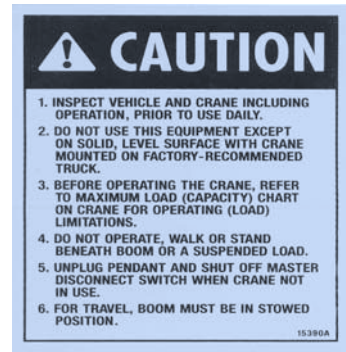 CAUTION
1. INSPECT VEHICLE AND CRANE INCLUDING
OPERATION, PRIOR TO USE DAILY.
2. DO NOT USE THIS EQUIPMENT EXCEPT
ON SOLID, LEVEL SURFACE WITH CRANE
MOUNTED ON FACTORY-RECOMMENDED
TRUCK.
3. BEFORE OPERATING THE CRANE, REFER
TO MAXIMUM LOAD (CAPACITY) CHART
ON CRANE FOR OPERATING (LOAD)
LIMITATIONS.
4. DO NOT OPERATE, WALK OR STAND
BENEATH BOOM OR A SUSPENDED LOAD.
5. UNPLUG PENDANT AND SHUT OFF MASTER
DISCONNECT SWITCH WHEN CRANE NOT
IN USE.
6. FOR TRAVEL, BOOM MUST BE IN STOWED
POSITION.
15390A